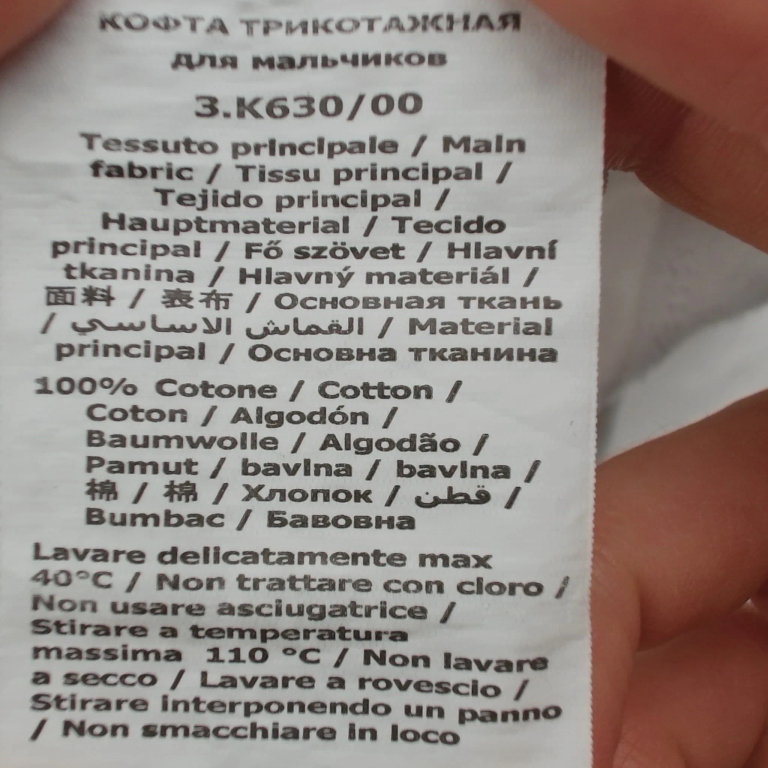 КОФТА ТРИКОТАЖНАЯ
для мальчиков
3.K630/00
Tessuto principale / Main
fabric / Tissu principal /
Tejido principal /
Hauptmaterial / Tecido
principal / Fő szövet / Hlavní
tkanina / Hlavný materiál /
面料 / 表布 / Основная ткань
/ القماش الاساسي / Material
principal / Основна тканина
100% Cotone / Cotton /
Coton / Algodón /
Baumwolle / Algodão /
Pamut / bavlna / bavlna /
棉 / 棉 / Хлопок / قطن /
Bumbac / Бавовна
Lavare delicatamente max
40°C / Non trattare con cloro /
Non usare asciugatrice /
Stirare a temperatura
massima 110 °C / Non lavare
a secco / Lavare a rovescio /
Stirare interponendo un panno
/ Non smacchiare in loco